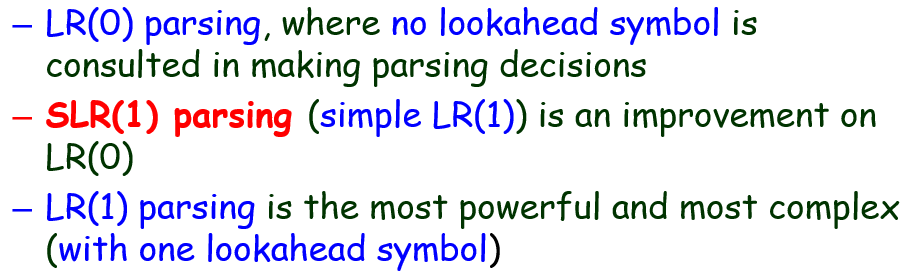 – LR(0) parsing, where no lookahead symbol is
consulted in making parsing decisions
– SLR(1) parsing (simple LR(1)) is an improvement on
LR(0)
– LR(1) parsing is the most powerful and most complex
(with one lookahead symbol)